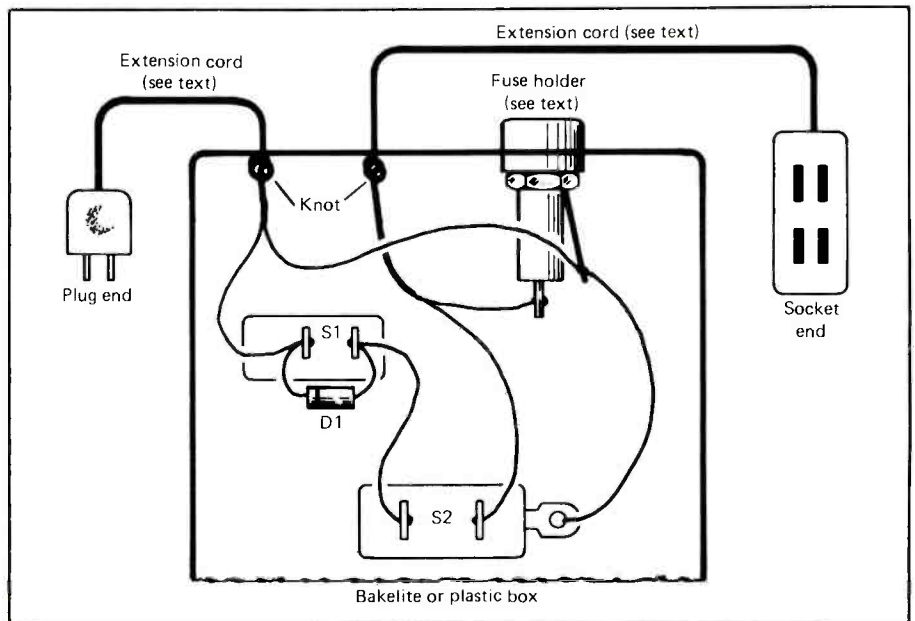 Extension cord (see text)
Extension cord
(see text)
Fuse holder
(see text)
Knot
Plug end
S1
Socket
end
D1
S2
Bakelite or plastic box